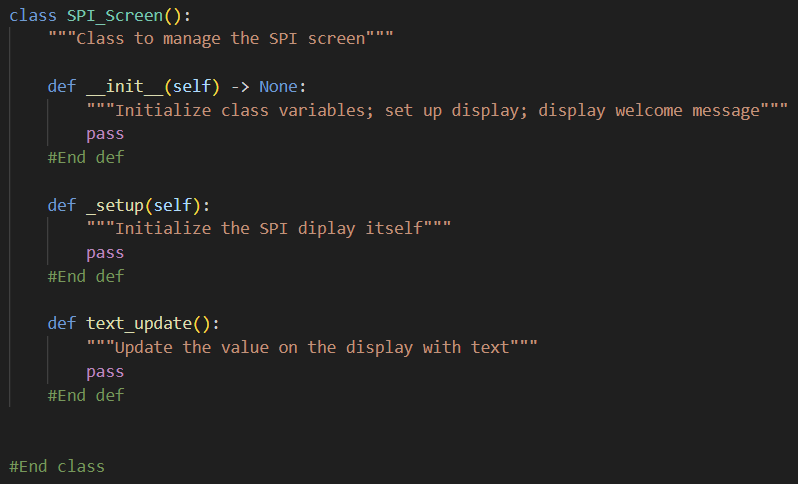 class SPI_Screen():
"""Class to manage the SPI screen"""
def __init__(self) -> None:
"""Initialize class variables; set up display; display welcome message"""
pass
#End def
def _setup(self):
"""Initialize the SPI diplay itself"""
pass
#End def
def text_update():
"""Update the value on the display with text"""
pass
#End def
#End class